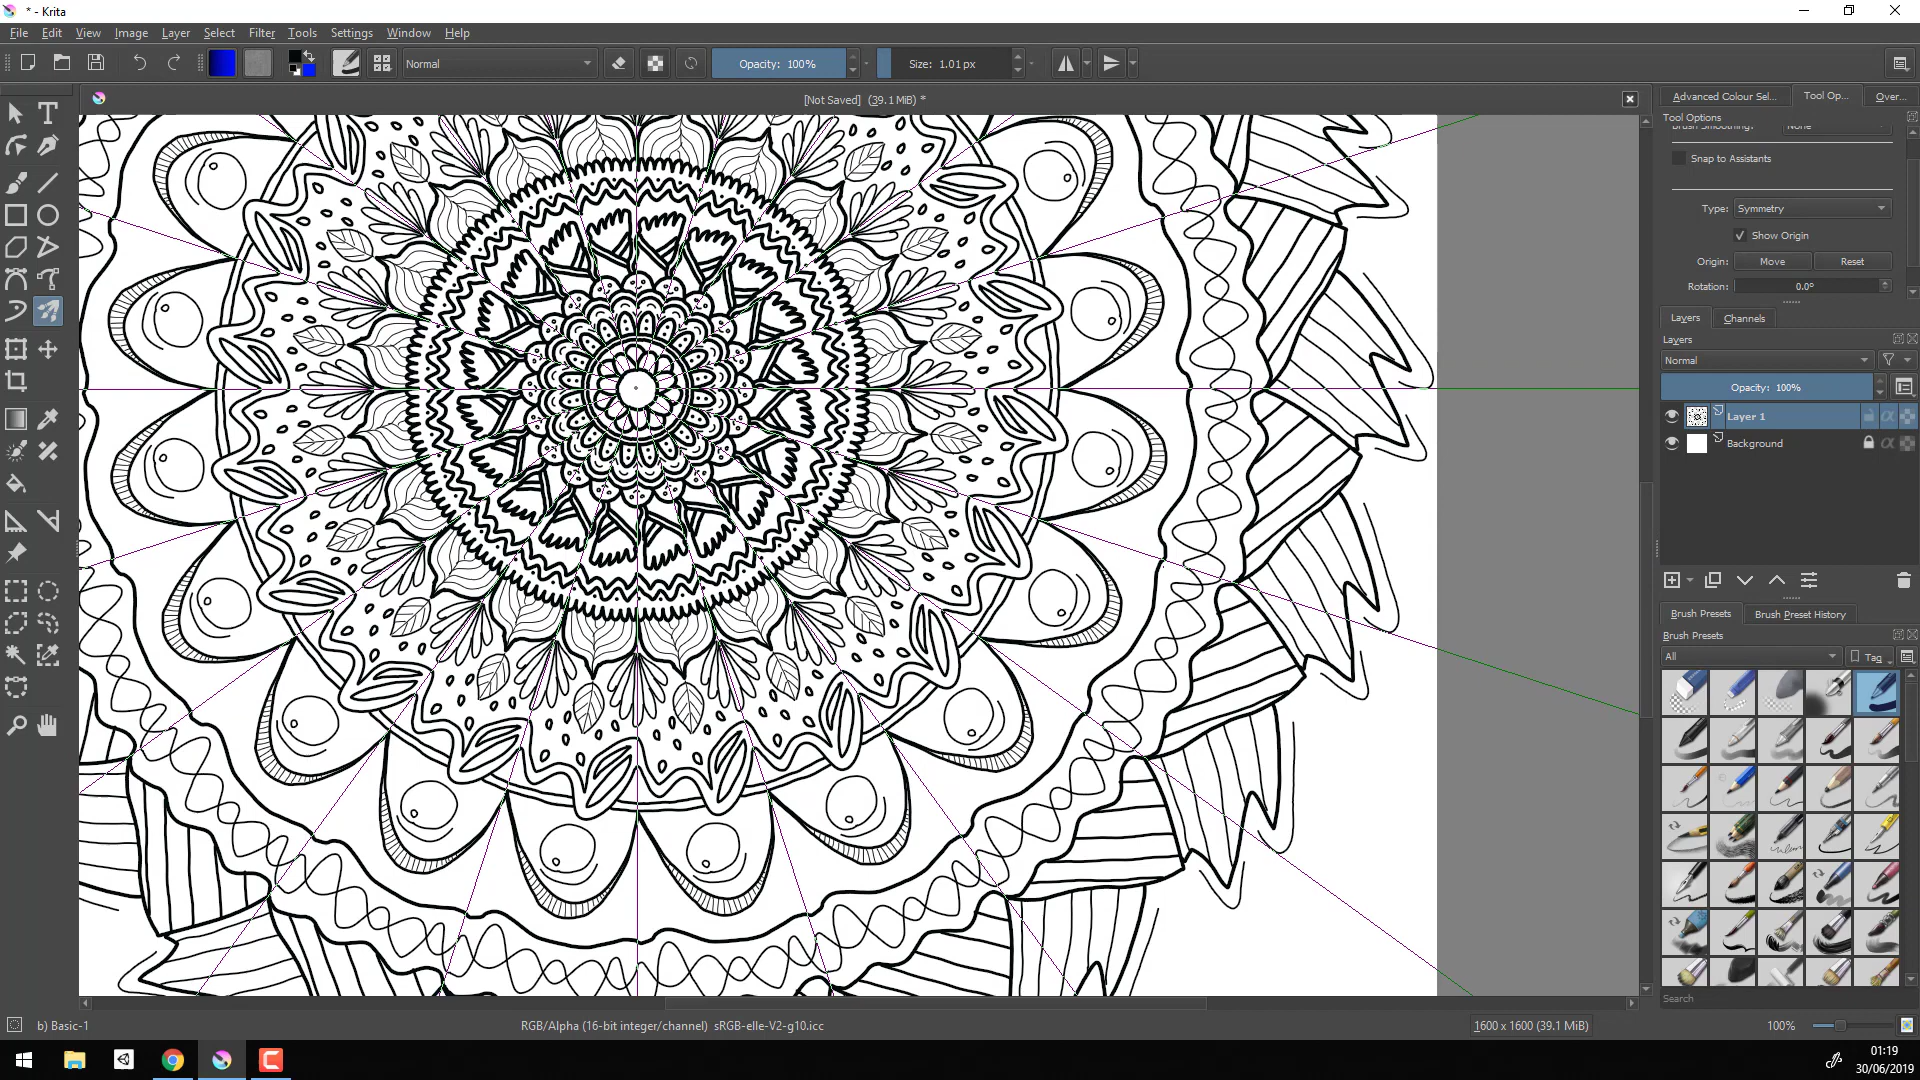 * - Krita
File Edit View Image Layer Select Filter Tools Settings Window Help
Normal
Opacity: 100%
Size: 1.01 px
[Not Saved] (39.1 MiB) *
Advanced Colour Sel... Tool Op... Over...
Tool Options
Brush Smoothing: None
Snap to Assistants
Type: Symmetry
Show Origin
Origin: Move Reset
Rotation: 0.0°
Layers Channels
Layers
Normal
Opacity: 100%
Layer 1
Background
Brush Presets Brush Preset History
Brush Presets
All Tag
Search
b) Basic-1
RGB/Alpha (16-bit integer/channel) sRGB-elle-V2-g10.icc
1600 x 1600 (39.1 MiB)
100%
01:19
30/06/2019